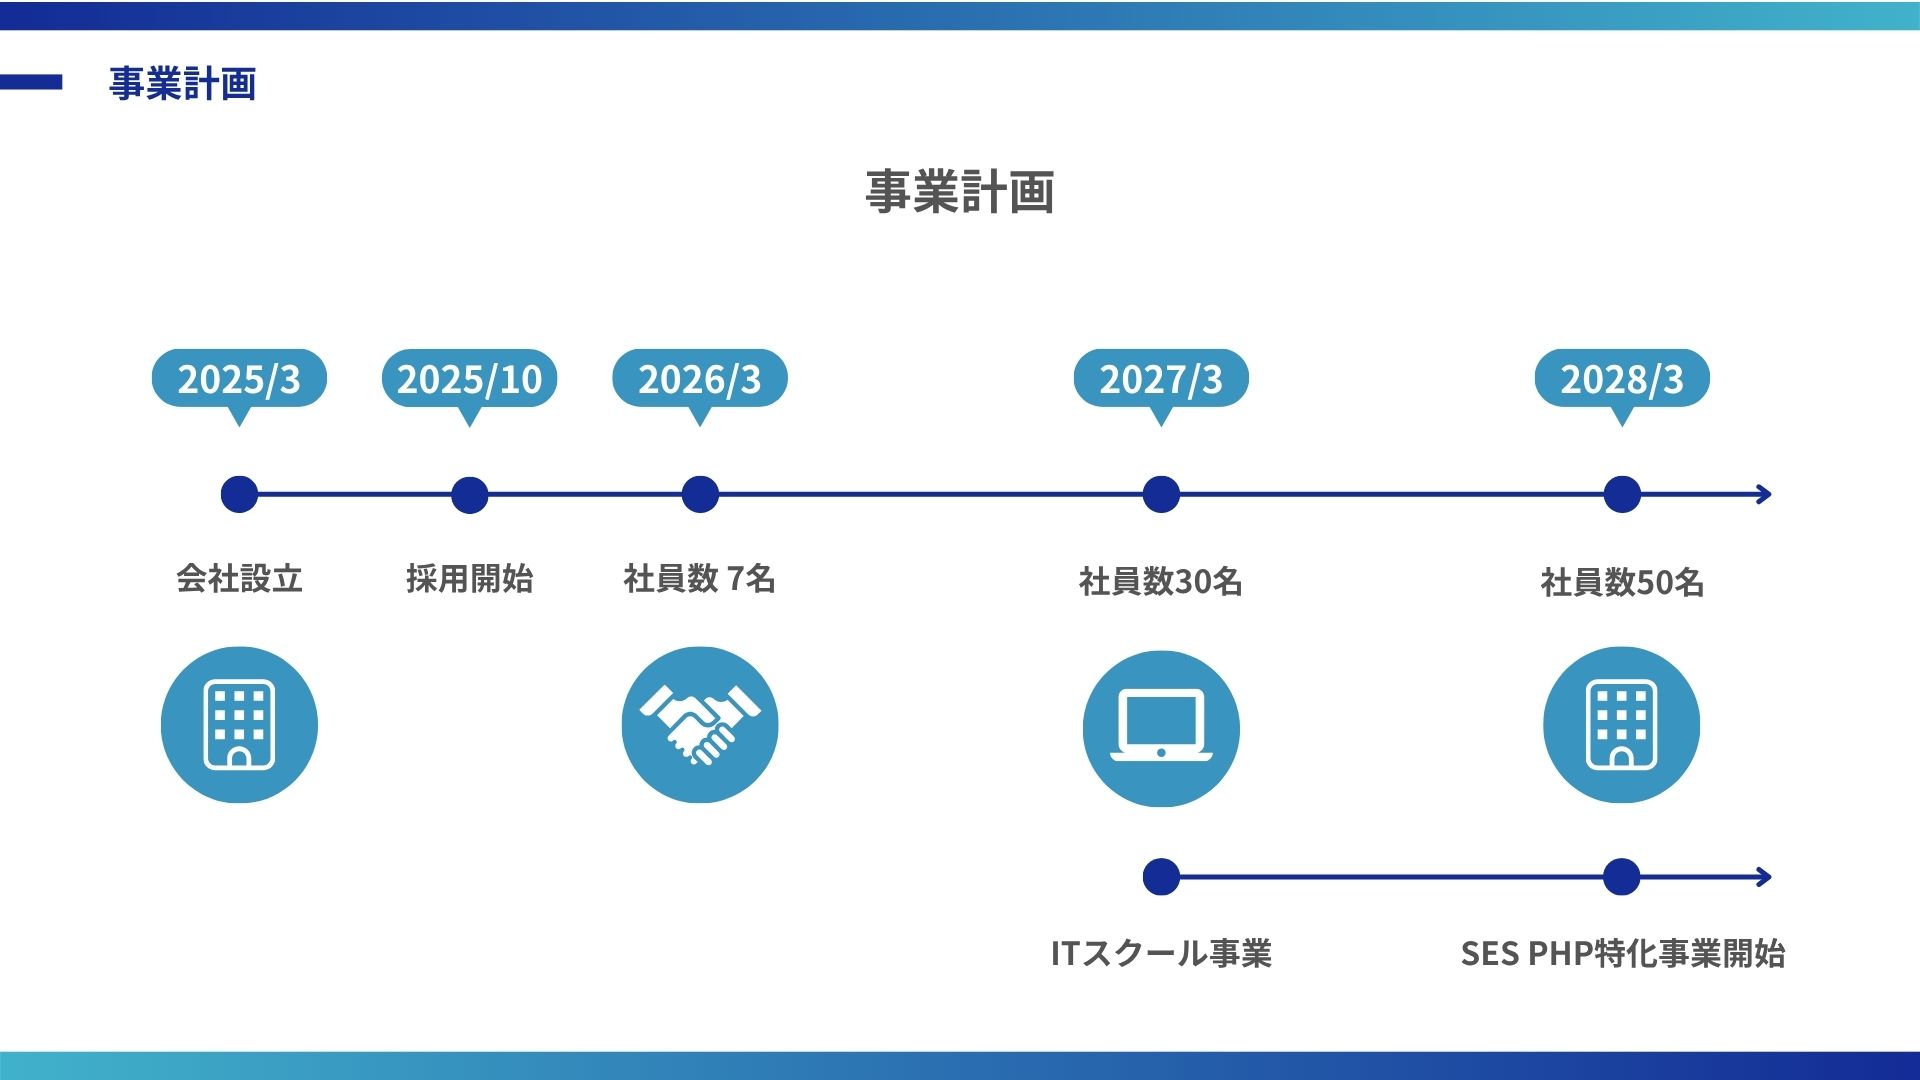 事業計画
事業計画
2025/3
2025/10
2026/3
2027/3
2028/3
会社設立
採用開始
社員数 7名
社員数30名
社員数50名
ITスクール事業
SES PHP特化事業開始